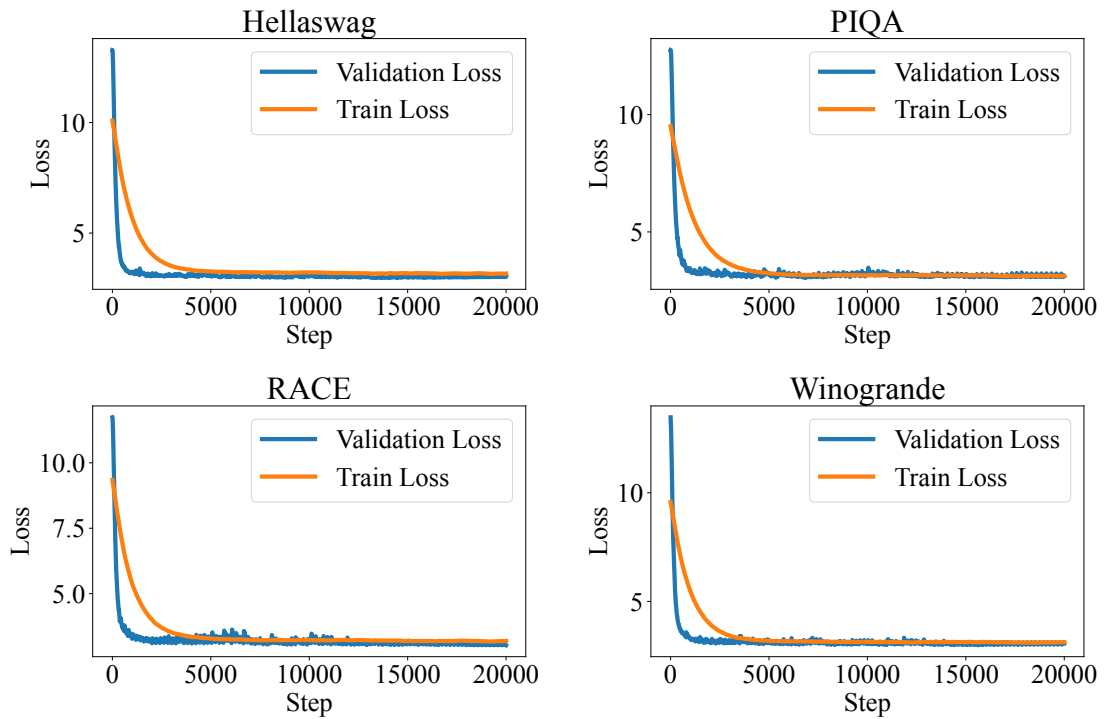 Hellaswag
Validation Loss
Train Loss
10
5
Loss
0 5000 10000 15000 20000
Step
PIQA
Validation Loss
Train Loss
10
5
Loss
0 5000 10000 15000 20000
Step
RACE
Validation Loss
Train Loss
10.0
7.5
5.0
Loss
0 5000 10000 15000 20000
Step
Winogrande
Validation Loss
Train Loss
10
5
Loss
0 5000 10000 15000 20000
Step